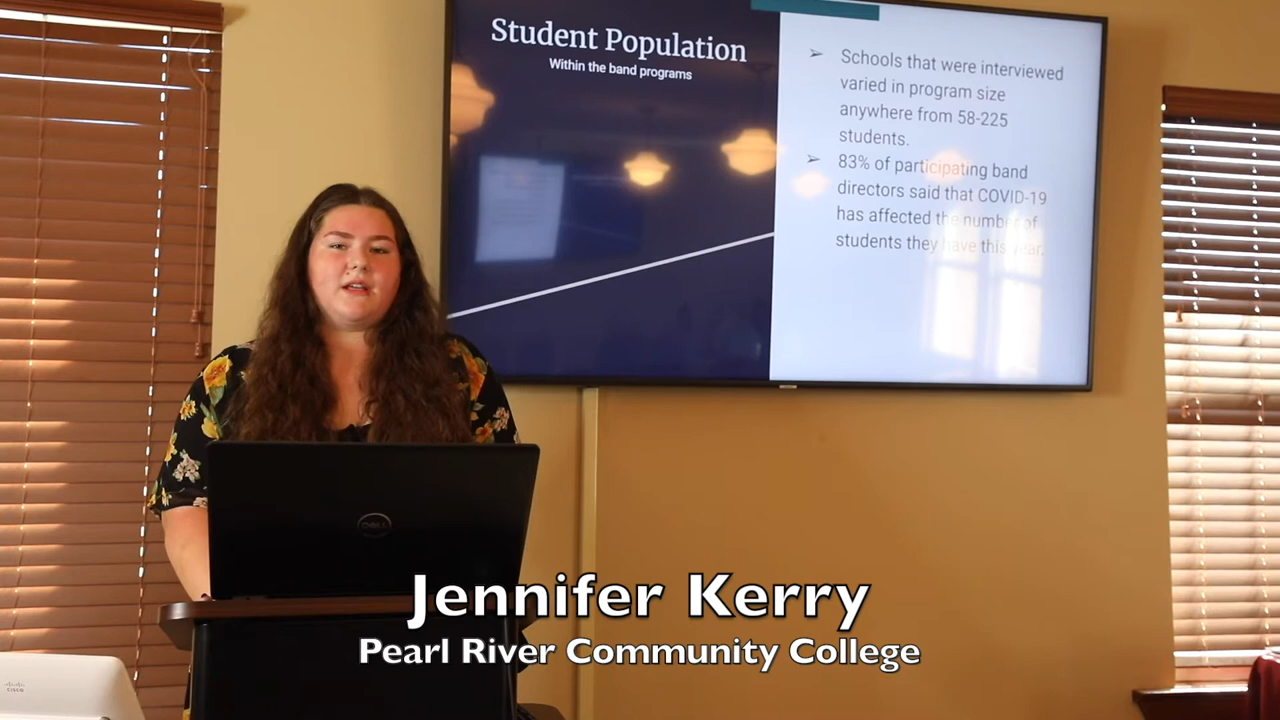 Student Population
Within the band programs
➢ Schools that were interviewed
varied in program size
anywhere from 58-225
students.
➢ 83% of participating band
directors said that COVID-19
has affected the number of
students they have this year.
DELL
Jennifer Kerry
Pearl River Community College
CISCO